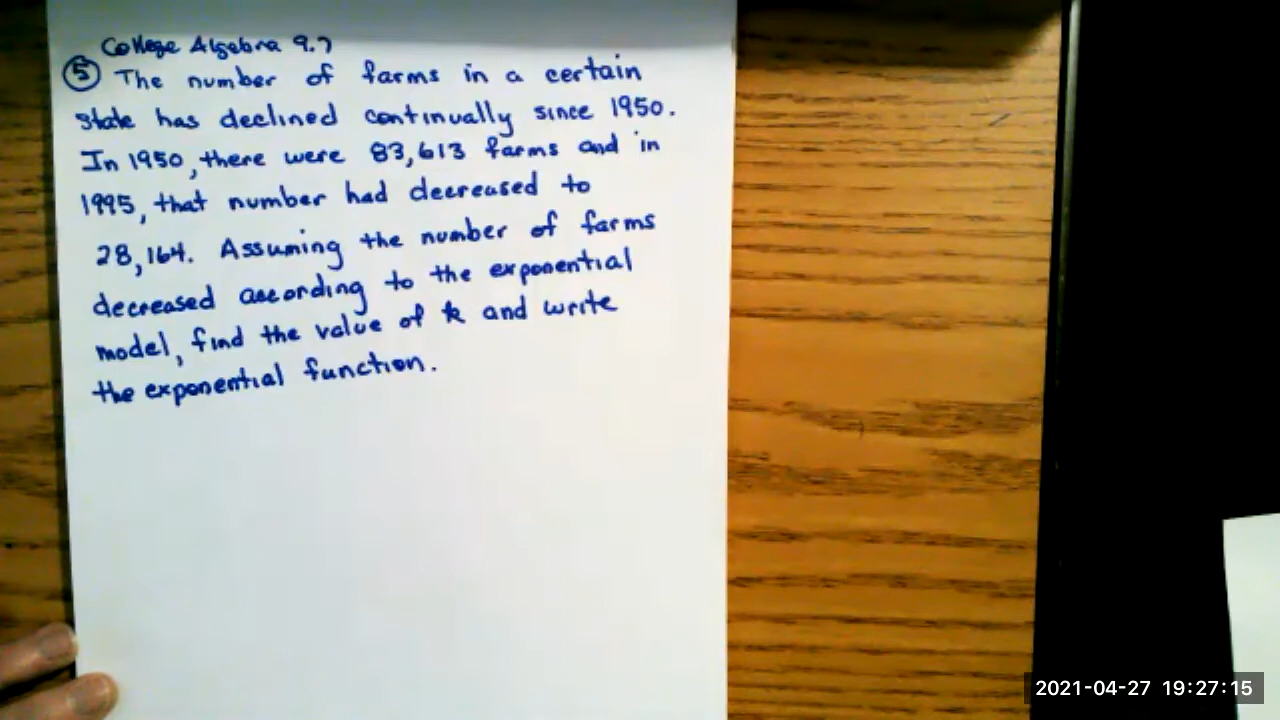 College Algebra 9.7
⑤ The number of farms in a certain
state has declined continually since 1950.
In 1950, there were 83,613 farms and in
1995, that number had decreased to
28,164. Assuming the number of farms
decreased according to the exponential
model, find the value of k and write
the exponential function.
2021-04-27 19:27:15